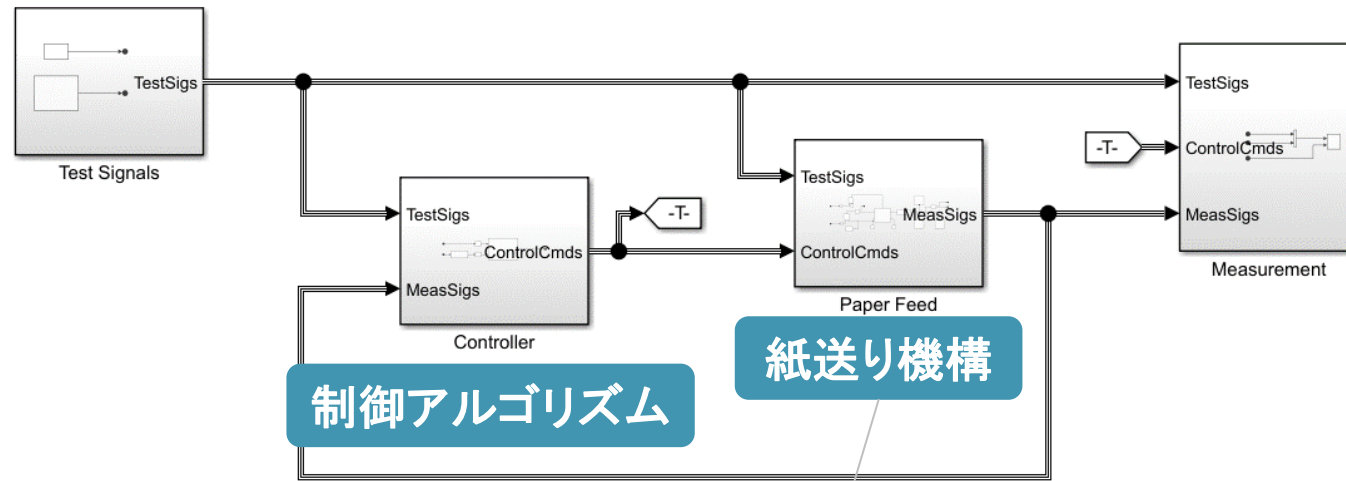 TestSigs
Test Signals
TestSigs
MeasSigs
ControlCmds
Controller
-T-
TestSigs
ControlCmds
MeasSigs
Paper Feed
-T-
TestSigs
ControlCmds
MeasSigs
Measurement
紙送り機構
制御アルゴリズム